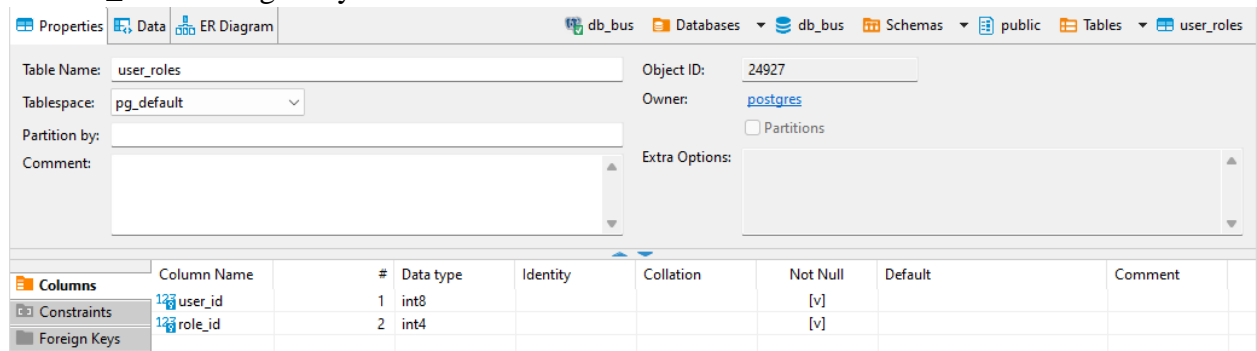 Properties Data ER Diagram db_bus Databases db_bus Schemas public Tables user_roles
Table Name: user_roles Object ID: 24927
Tablespace: pg_default Owner: postgres
Partition by: Partitions
Comment: Extra Options:
Columns Column Name # Data type Identity Collation Not Null Default Comment
123 user_id 1 int8 [v]
Constraints 123 role_id 2 int4 [v]
Foreign Keys